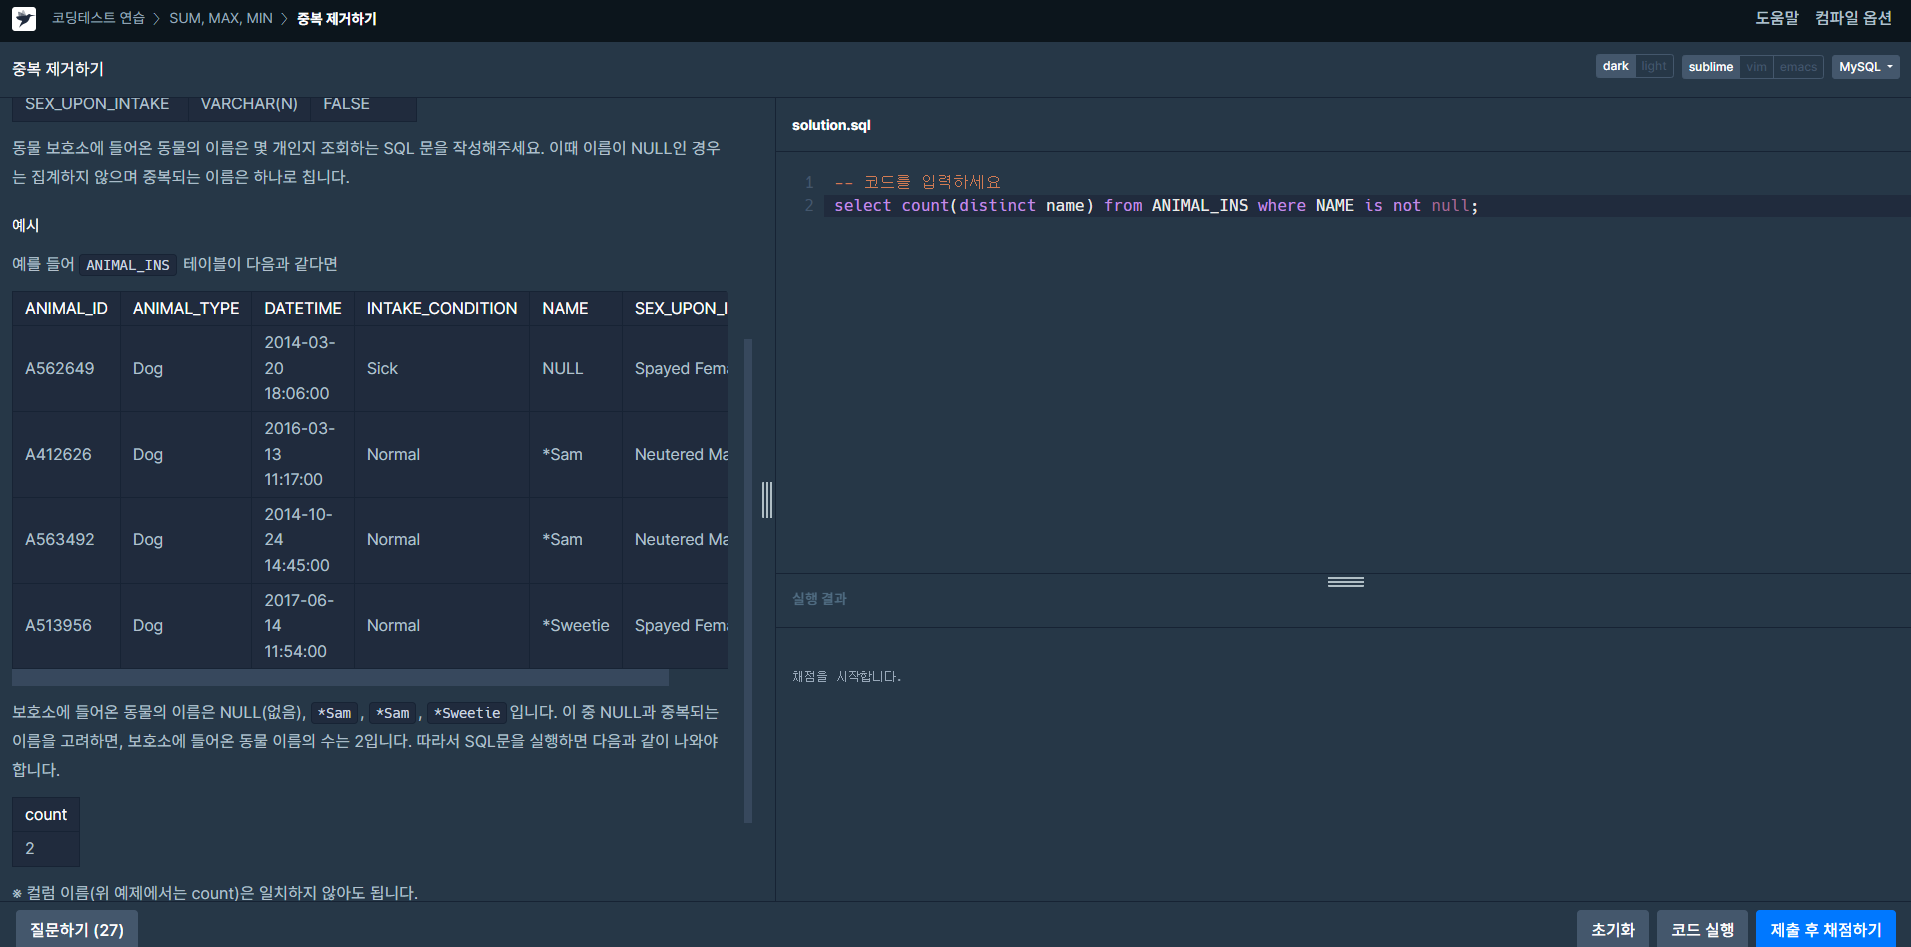 코딩테스트 연습 > SUM, MAX, MIN > 중복 제거하기
도움말 컴파일 옵션
중복 제거하기
dark light sublime vim emacs MySQL
SEX_UPON_INTAKE VARCHAR(N) FALSE
동물 보호소에 들어온 동물의 이름은 몇 개인지 조회하는 SQL 문을 작성해주세요. 이때 이름이 NULL인 경우
는 집계하지 않으며 중복되는 이름은 하나로 칩니다.
예시
예를 들어 ANIMAL_INS 테이블이 다음과 같다면
ANIMAL_ID ANIMAL_TYPE DATETIME INTAKE_CONDITION NAME SEX_UPON_I
A562649 Dog 2014-03-20 18:06:00 Sick NULL Spayed Fema
A412626 Dog 2016-03-13 11:17:00 Normal *Sam Neutered Ma
A563492 Dog 2014-10-24 14:45:00 Normal *Sam Neutered Ma
A513956 Dog 2017-06-14 11:54:00 Normal *Sweetie Spayed Fema
보호소에 들어온 동물의 이름은 NULL(없음), *Sam, *Sam, *Sweetie입니다. 이 중 NULL과 중복되는
이름을 고려하면, 보호소에 들어온 동물 이름의 수는 2입니다. 따라서 SQL문을 실행하면 다음과 같이 나와야
합니다.
count
2
※ 컬럼 이름(위 예제에서는 count)은 일치하지 않아도 됩니다.
solution.sql
1 -- 코드를 입력하세요
2 select count(distinct name) from ANIMAL_INS where NAME is not null;
실행 결과
채점을 시작합니다.
질문하기 (27)
초기화 코드 실행 제출 후 채점하기